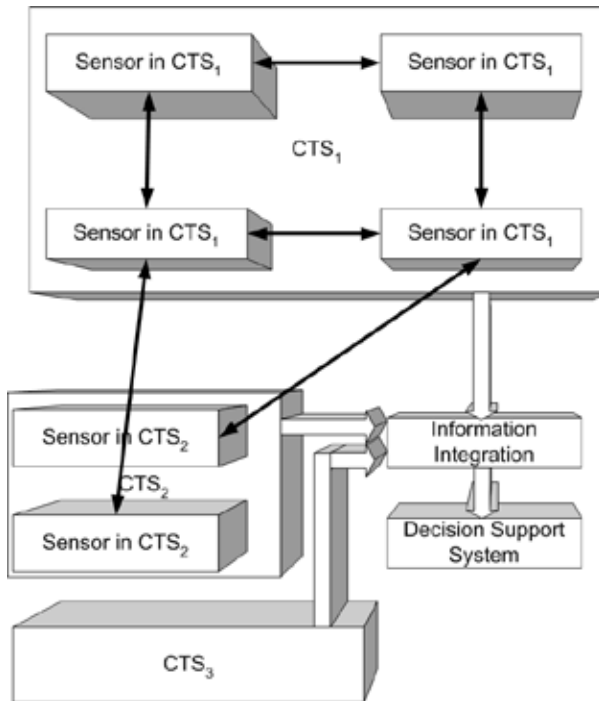 Sensor in CTS₁
Sensor in CTS₁
CTS₁
Sensor in CTS₁
Sensor in CTS₁
Sensor in CTS₂
CTS₂
Sensor in CTS₂
Information
Integration
Decision Support
System
CTS₃